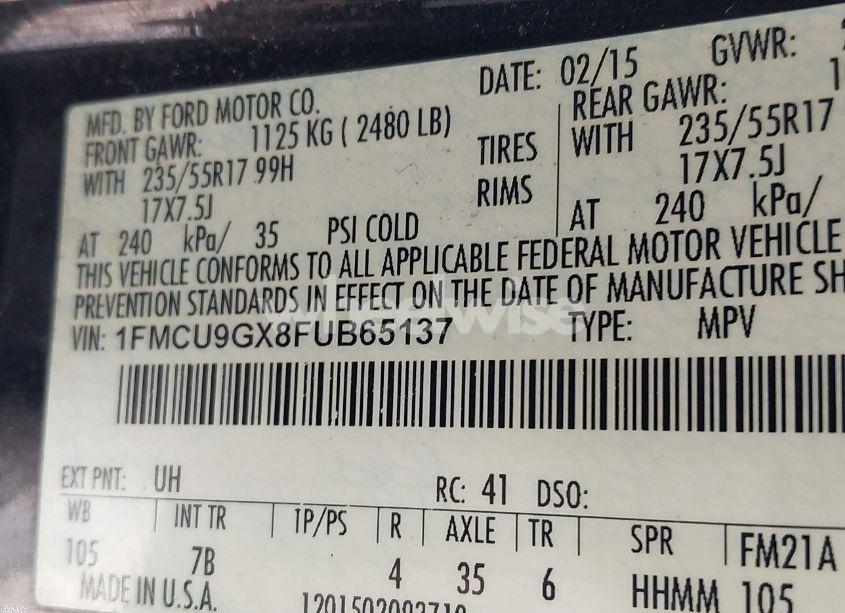 MFD. BY FORD MOTOR CO. DATE: 02/15 GVWR:
FRONT GAWR: 1125 KG ( 2480 LB) REAR GAWR:
WITH 235/55R17 99H TIRES WITH 235/55R17
17X7.5J RIMS 17X7.5J
AT 240 kPa/ 35 PSI COLD AT 240 kPa/
THIS VEHICLE CONFORMS TO ALL APPLICABLE FEDERAL MOTOR VEHICLE
PREVENTION STANDARDS IN EFFECT ON THE DATE OF MANUFACTURE SH
VIN: 1FMCU9GX8FUB65137 TYPE: MPV
EXT PNT: UH RC: 41 DSO:
WB INT TR TP/PS R AXLE TR SPR FM21A
105 7B 4 35 6 HHMM 105
MADE IN U.S.A.